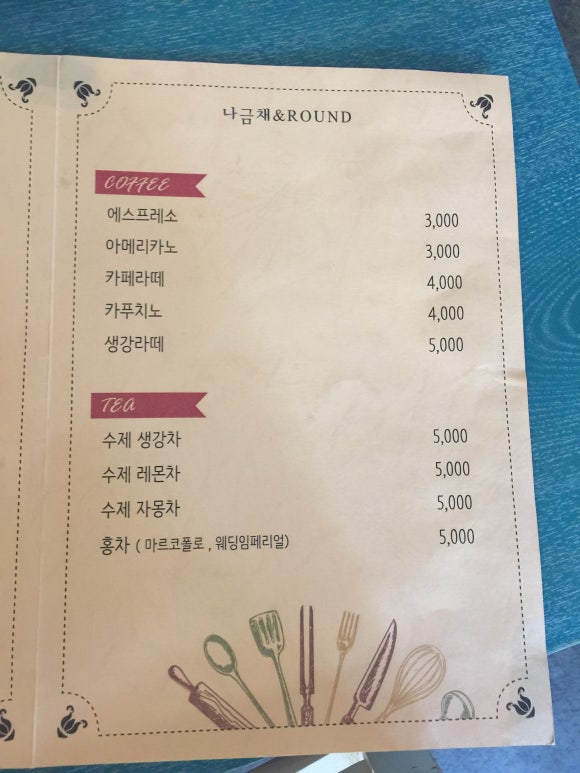 나금채&ROUND
COFFEE
에스프레소 3,000
아메리카노 3,000
카페라떼 4,000
카푸치노 4,000
생강라떼 5,000
TEA
수제 생강차 5,000
수제 레몬차 5,000
수제 자몽차 5,000
홍차 ( 마르코폴로 , 웨딩임페리얼) 5,000